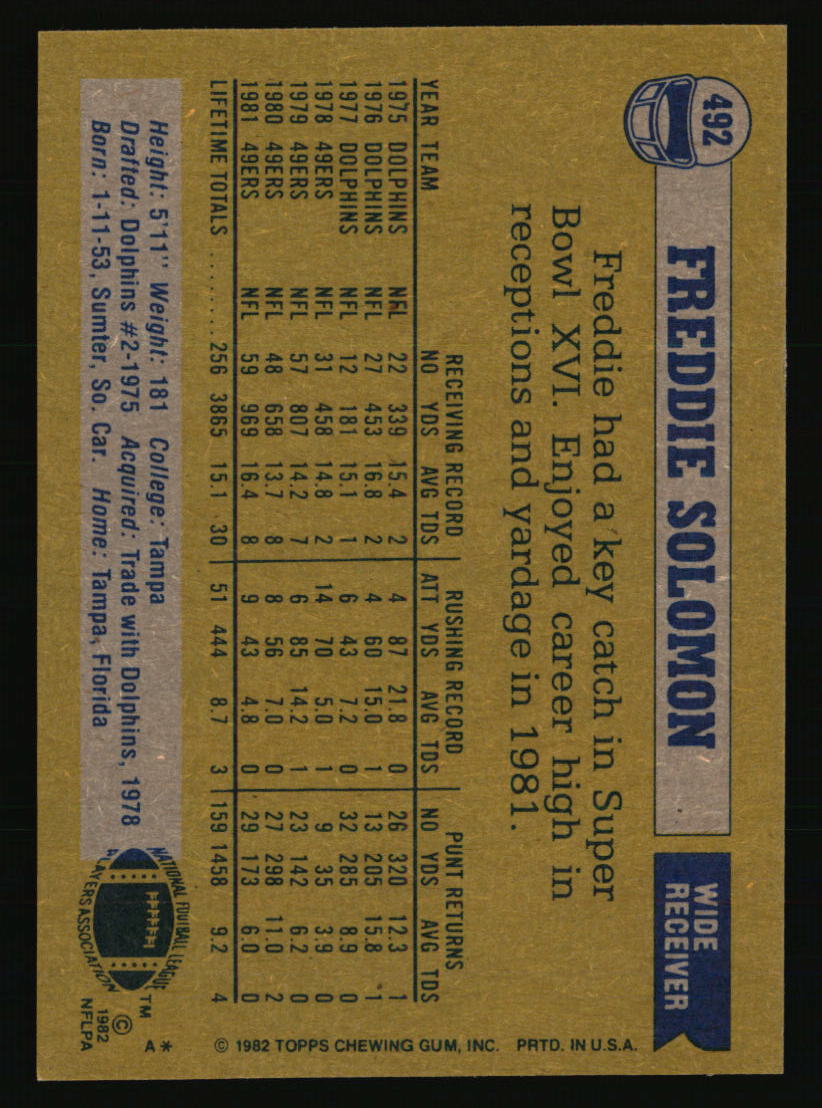 492
FREDDIE SOLOMON
WIDE
RECEIVER
Freddie had a key catch in Super
Bowl XVI. Enjoyed career high in
receptions and yardage in 1981.
RECEIVING RECORD RUSHING RECORD PUNT RETURNS
YEAR TEAM NO YDS AVG TDS ATT YDS AVG TDS NO YDS AVG TDS
1975 DOLPHINS NFL 22 339 15.4 2 4 87 21.8 0 26 320 12.3 1
1976 DOLPHINS NFL 27 453 16.8 2 4 60 15.0 1 13 205 15.8 1
1977 DOLPHINS NFL 12 181 15.1 1 6 43 7.2 0 32 285 8.9 0
1978 49ERS NFL 31 458 14.8 2 14 70 5.0 1 9 35 3.9 0
1979 49ERS NFL 57 807 14.2 7 6 85 14.2 1 23 142 6.2 0
1980 49ERS NFL 48 658 13.7 8 8 56 7.0 0 27 298 11.0 2
1981 49ERS NFL 59 969 16.4 8 9 43 4.8 0 29 173 6.0 0
LIFETIME TOTALS ......... 256 3865 15.1 30 51 444 8.7 3 159 1458 9.2 4
Height: 5'11" Weight: 181 College: Tampa
Drafted: Dolphins #2-1975 Acquired: Trade with Dolphins, 1978
Born: 1-11-53, Sumter, So. Car. Home: Tampa, Florida
NATIONAL FOOTBALL LEAGUE
PLAYERS ASSOCIATION
TM
© 1982
NFLPA
A*
© 1982 TOPPS CHEWING GUM, INC. PRTD. IN U.S.A.